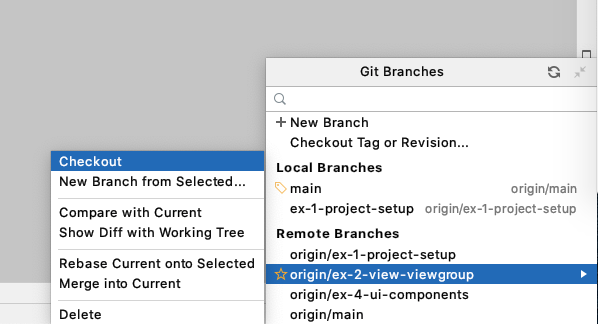 Git Branches
+ New Branch
Checkout Tag or Revision...
Local Branches
main origin/main
ex-1-project-setup origin/ex-1-project-setup
Remote Branches
origin/ex-1-project-setup
origin/ex-2-view-viewgroup
origin/ex-4-ui-components
origin/main
Checkout
New Branch from Selected...
Compare with Current
Show Diff with Working Tree
Rebase Current onto Selected
Merge into Current
Delete